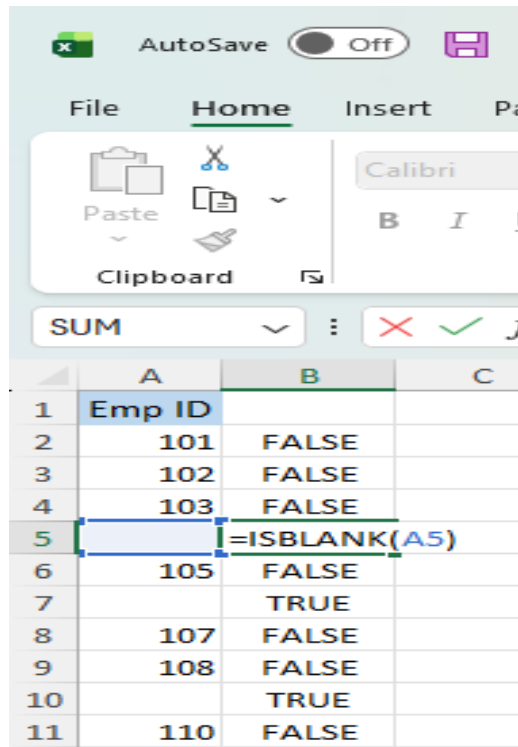 AutoSave Off
File Home Insert
Calibri
Paste
B I
Clipboard
SUM
A B C
1 Emp ID
2 101 FALSE
3 102 FALSE
4 103 FALSE
5 =ISBLANK(A5)
6 105 FALSE
7 TRUE
8 107 FALSE
9 108 FALSE
10 TRUE
11 110 FALSE